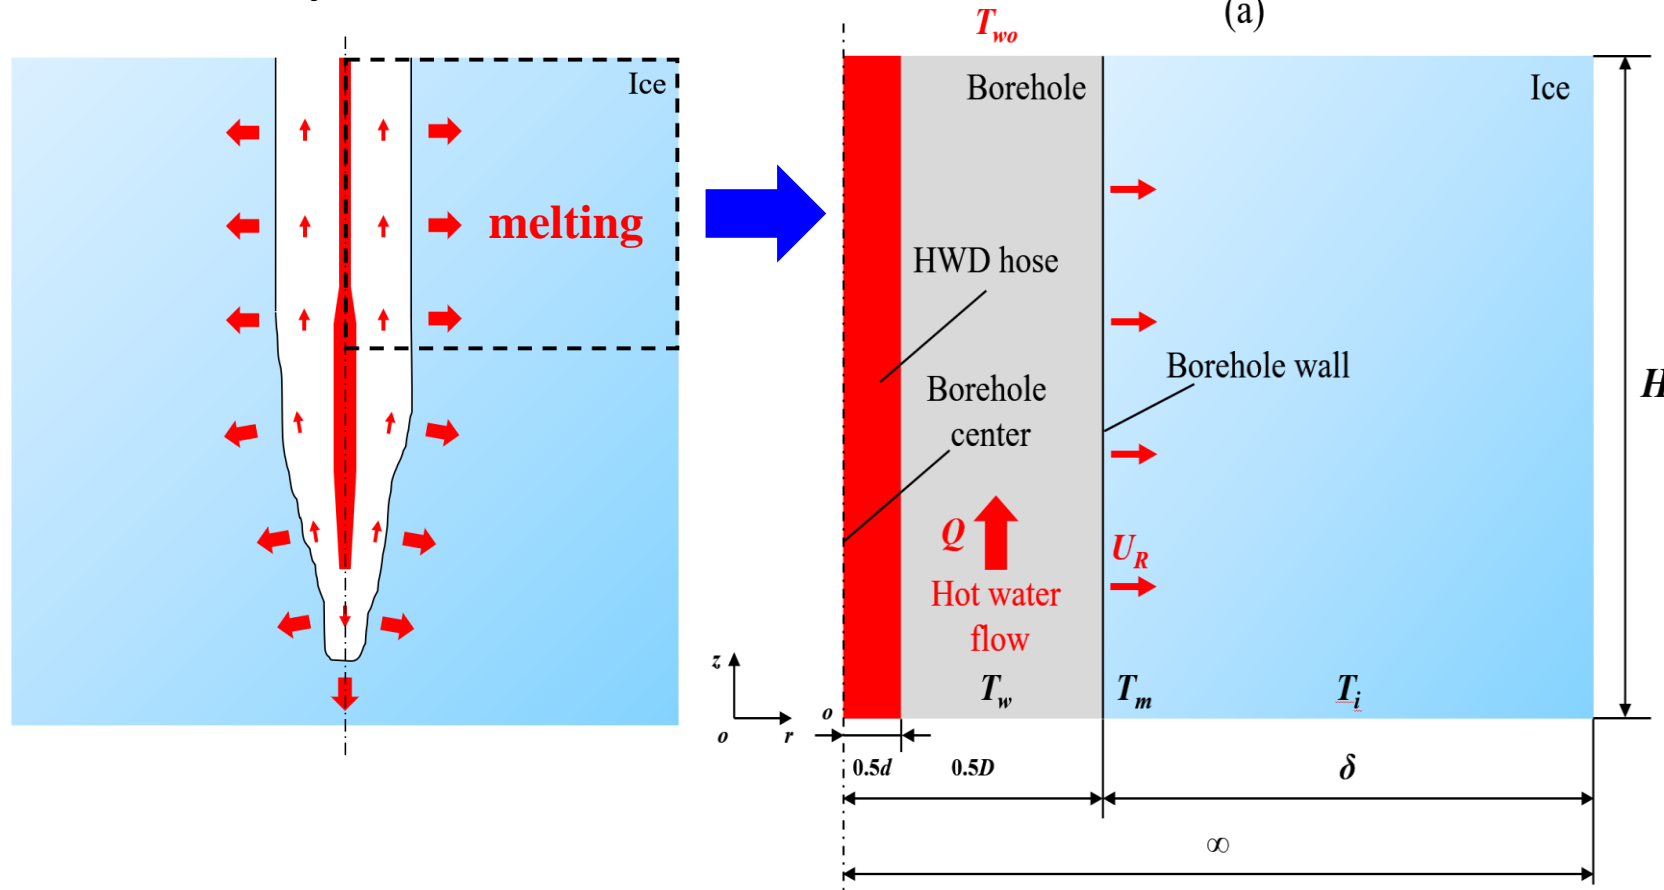 (a)
Ice
melting
T_wo
Borehole
Ice
HWD hose
Borehole wall
Borehole
center
H
Q
U_R
Hot water
flow
T_w
T_m
T_i
z
o
r
o
0.5d
0.5D
δ
∞